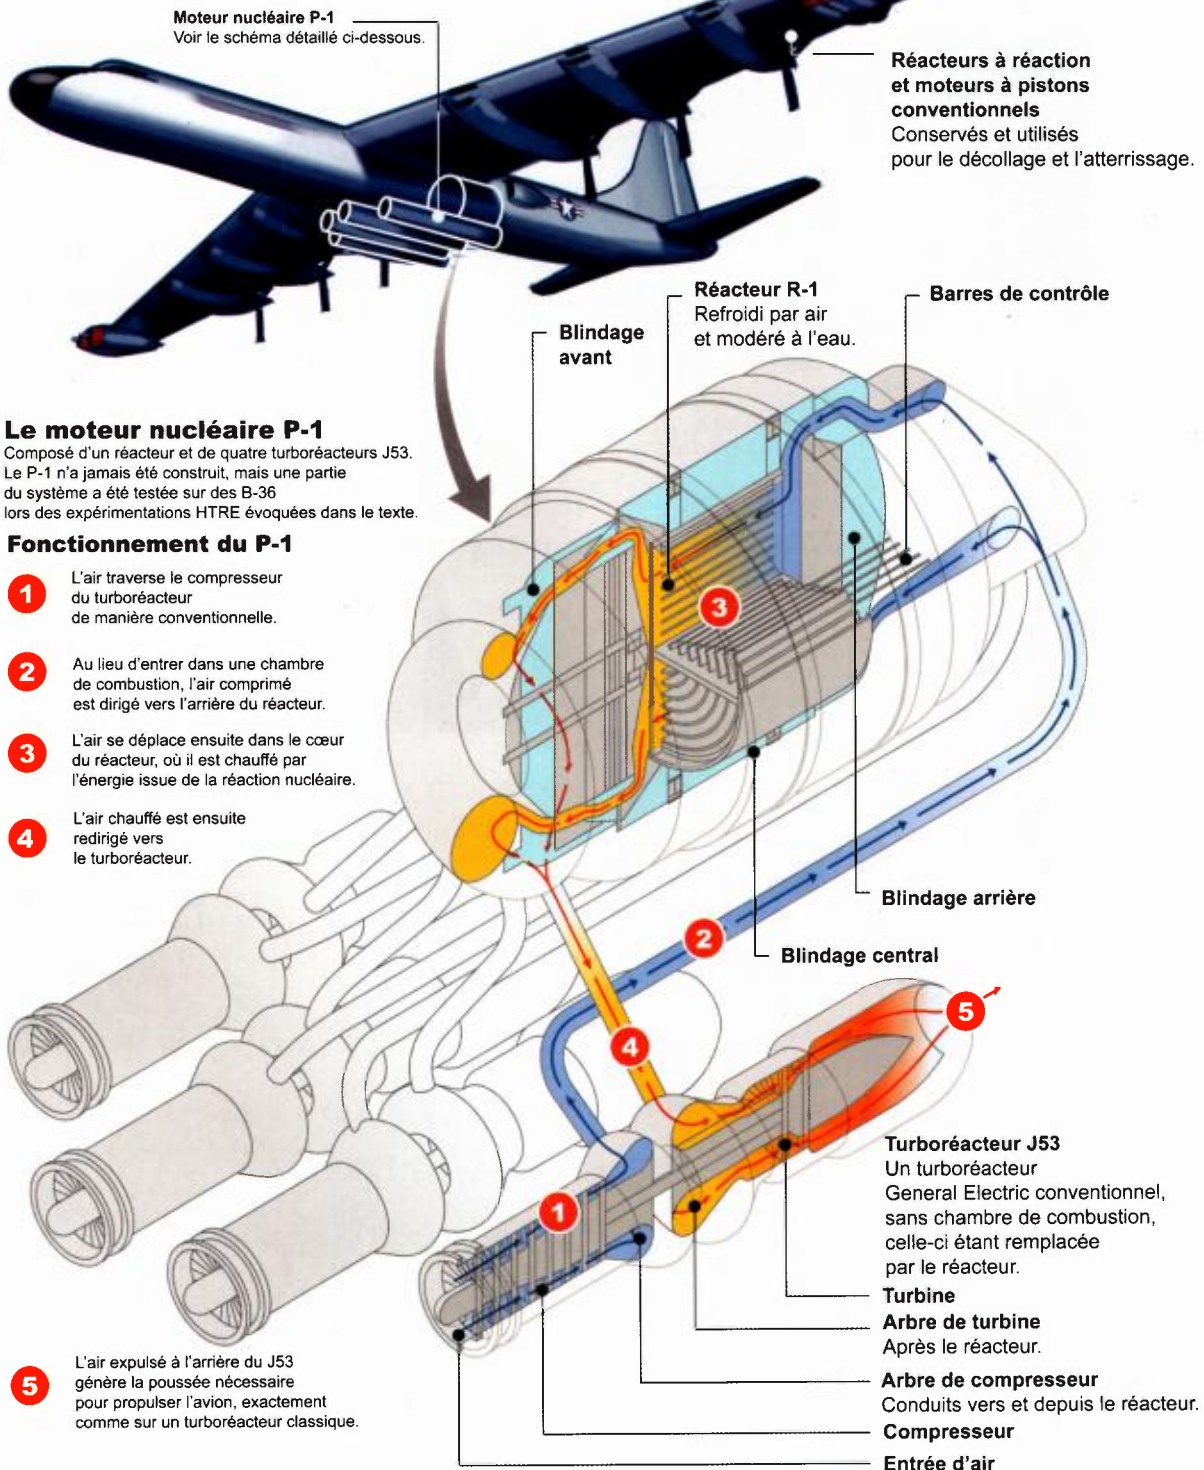 Moteur nucléaire P-1
Voir le schéma détaillé ci-dessous.
Réacteurs à réaction
et moteurs à pistons
conventionnels
Conservés et utilisés
pour le décollage et l'atterrissage.
Réacteur R-1
Refroidi par air
et modéré à l'eau.
Barres de contrôle
Blindage
avant
Le moteur nucléaire P-1
Composé d'un réacteur et de quatre turboréacteurs J53.
Le P-1 n'a jamais été construit, mais une partie
du système a été testée sur des B-36
lors des expérimentations HTRE évoquées dans le texte.
Fonctionnement du P-1
1
L'air traverse le compresseur
du turboréacteur
de manière conventionnelle.
2
Au lieu d'entrer dans une chambre
de combustion, l'air comprimé
est dirigé vers l'arrière du réacteur.
3
L'air se déplace ensuite dans le cœur
du réacteur, où il est chauffé par
l'énergie issue de la réaction nucléaire.
4
L'air chauffé est ensuite
redirigé vers
le turboréacteur.
3
Blindage arrière
2
Blindage central
5
4
1
Turboréacteur J53
Un turboréacteur
General Electric conventionnel,
sans chambre de combustion,
celle-ci étant remplacée
par le réacteur.
Turbine
Arbre de turbine
Après le réacteur.
Arbre de compresseur
Conduits vers et depuis le réacteur.
Compresseur
Entrée d'air
5
L'air expulsé à l'arrière du J53
génère la poussée nécessaire
pour propulser l'avion, exactement
comme sur un turboréacteur classique.